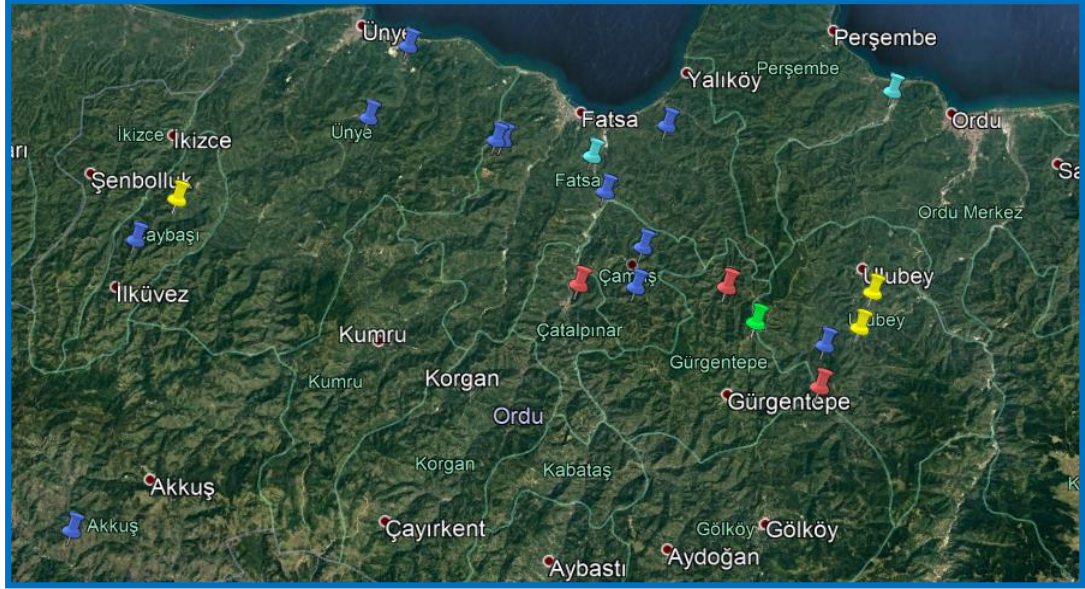 Ünye
Perşembe
Perşembe
Yalıköy
Fatsa
Ordu
İkizce
İkizce
Ünye
arı
Sa
Şenbolluk
Fatsa
Ordu Merkez
aybaşı
Çamaş
Ulubey
İlküvez
Çatalpınar
Ulubey
Kumru
Gürgentepe
Korgan
Kumru
Gürgentepe
Ordu
Korgan
Kabataş
Akkuş
K
Akkuş
Çayırkent
Gölköy
Gölköy
Aydoğan
Aybastı